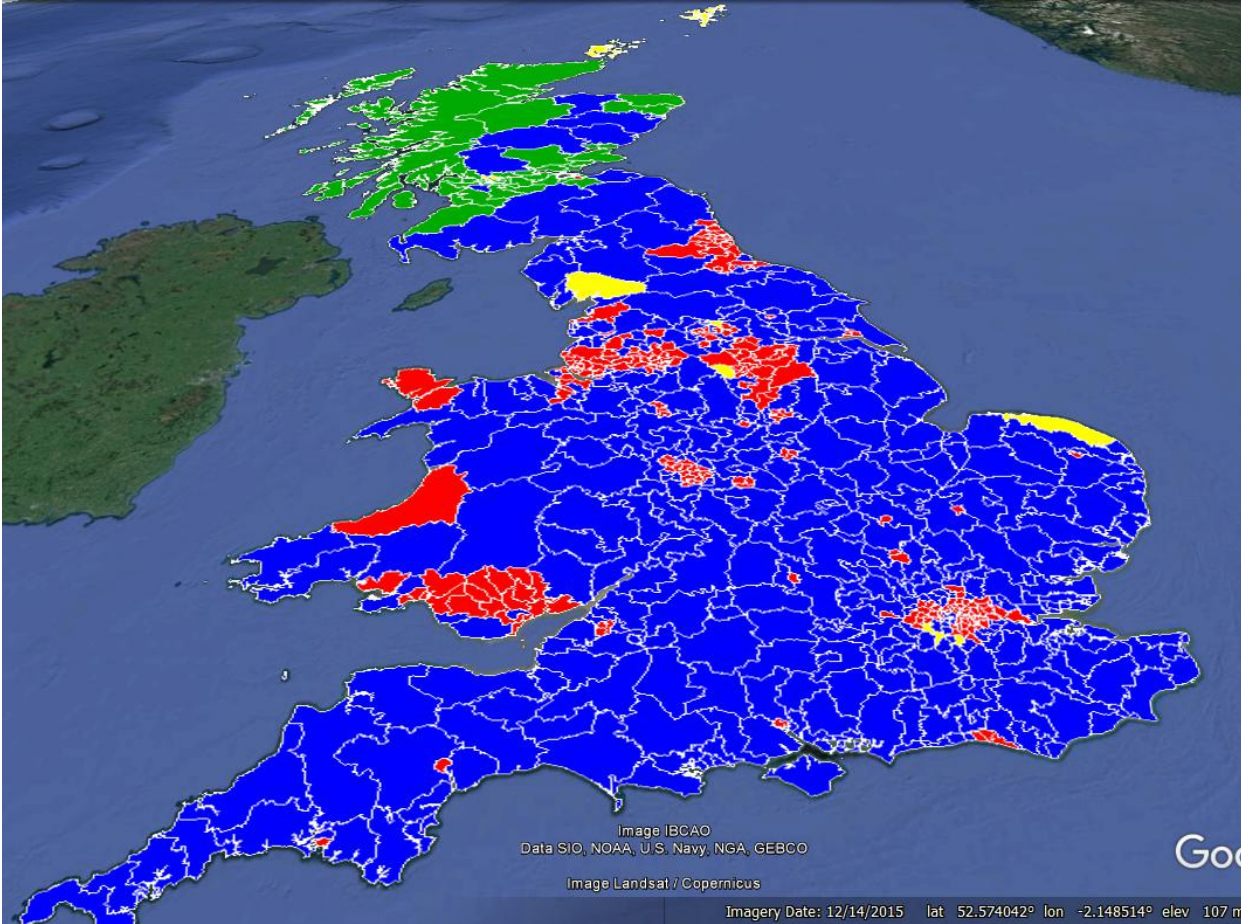 Image IBCAO
Data SIO, NOAA, U.S. Navy, NGA, GEBCO
Image Landsat / Copernicus
Goo
Imagery Date: 12/14/2015 lat 52.574042° lon -2.148514° elev 107 m